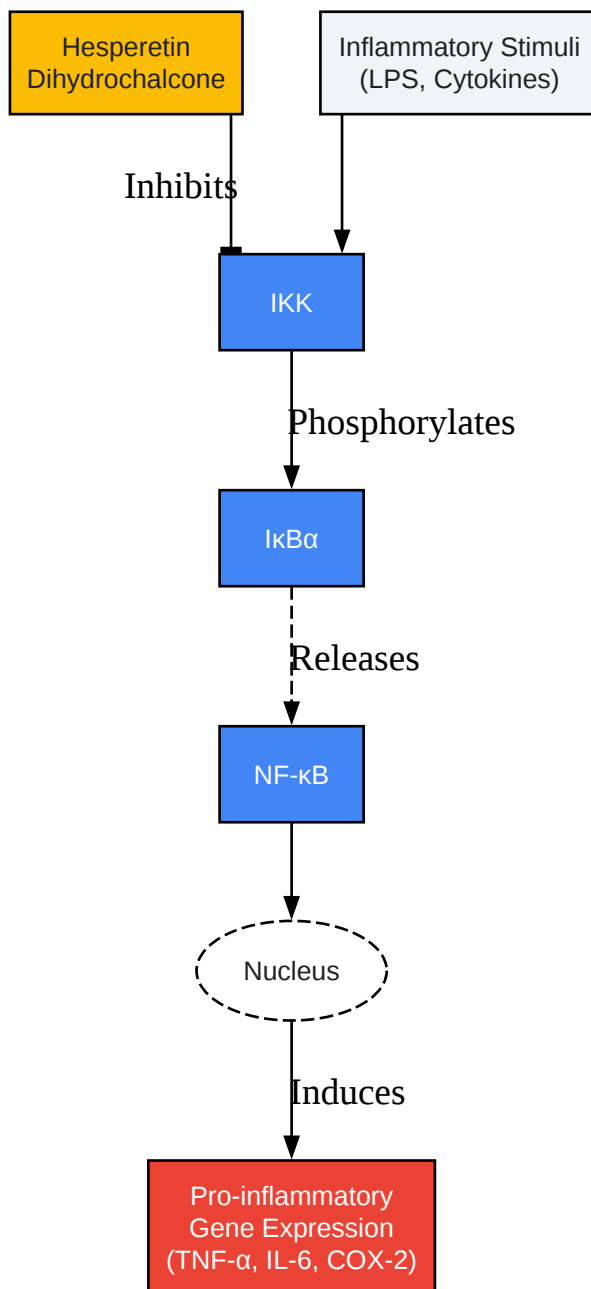 Hesperetin
Dihydrochalcone
Inflammatory Stimuli
(LPS, Cytokines)
Inhibits
IKK
Phosphorylates
IκBα
Releases
NF-κB
Nucleus
Induces
Pro-inflammatory
Gene Expression
(TNF-α, IL-6, COX-2)